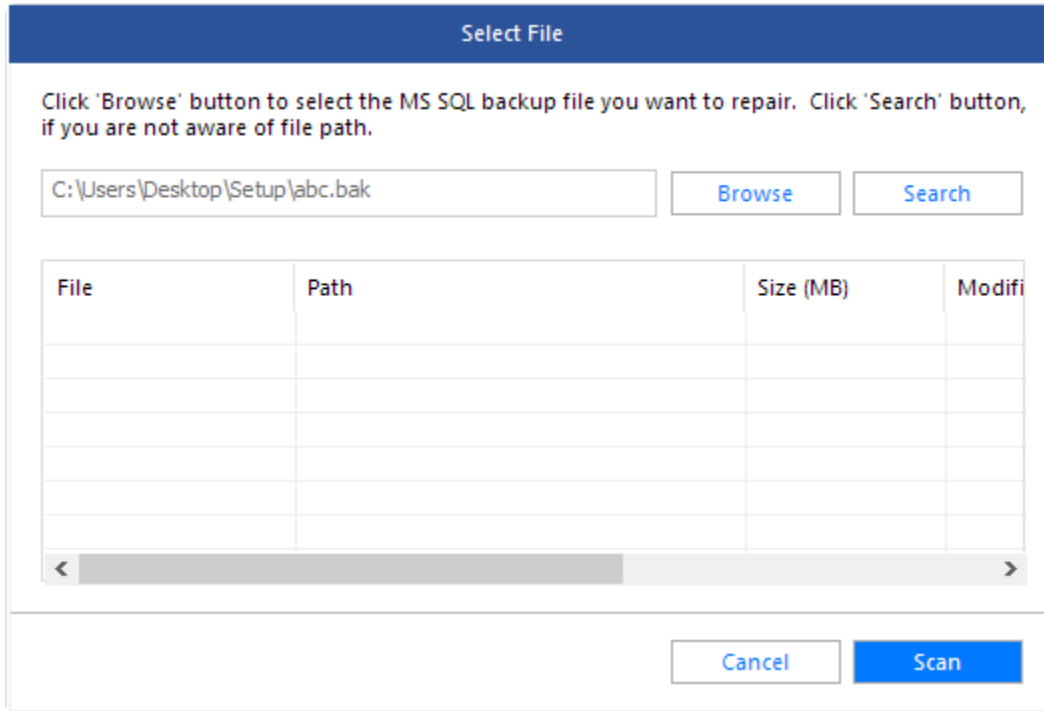 Select File
Click 'Browse' button to select the MS SQL backup file you want to repair.  Click 'Search' button,
if you are not aware of file path.
C:\Users\Desktop\Setup\abc.bak
Browse
Search
File
Path
Size (MB)
Modifi
Cancel
Scan